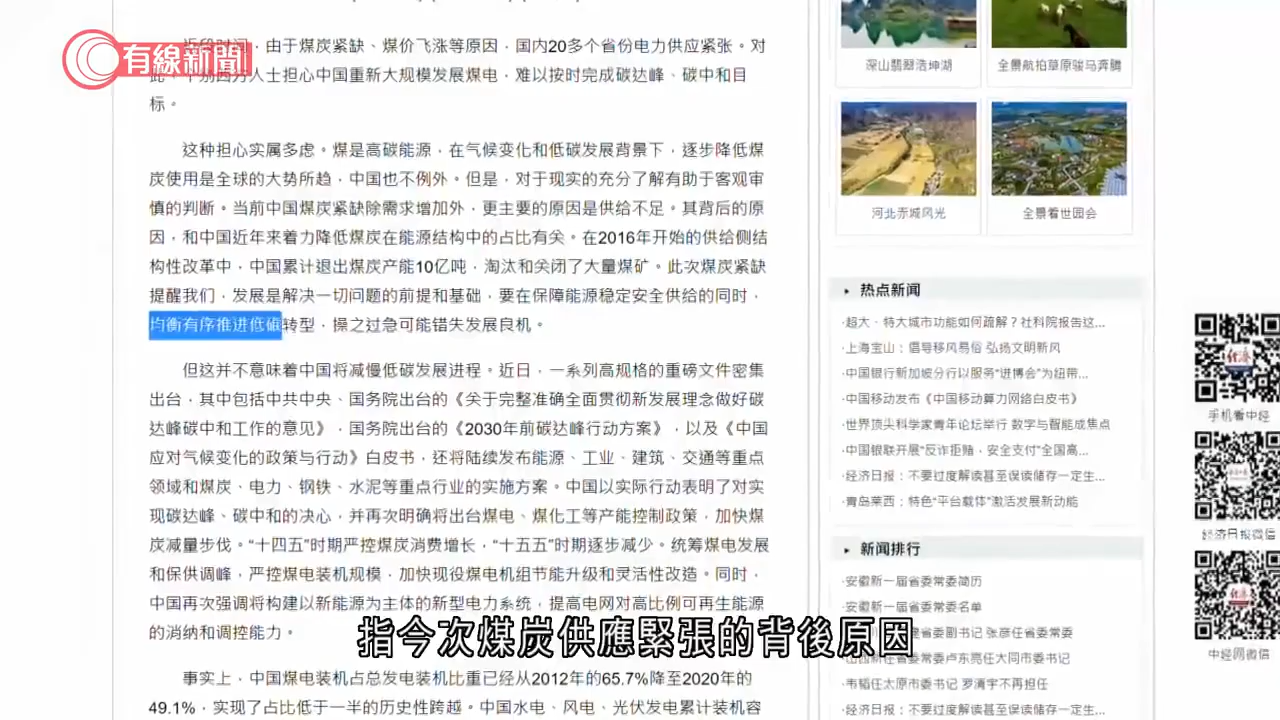 有線新聞
近段时间，由于煤炭紧缺、煤价飞涨等原因，国内20多个省份电力供应紧张。对
此，个别西方人士担心中国重新大规模发展煤电，难以按时完成碳达峰、碳中和目
标。
这种担心实属多虑。煤是高碳能源，在气候变化和低碳发展背景下，逐步降低煤
炭使用是全球的大势所趋，中国也不例外。但是，对于现实的充分了解有助于客观审
慎的判断。当前中国煤炭紧缺除需求增加外，更主要的原因是供给不足。其背后的原
因，和中国近年来着力降低煤炭在能源结构中的占比有关。在2016年开始的供给侧结
构性改革中，中国累计退出煤炭产能10亿吨，淘汰和关闭了大量煤矿。此次煤炭紧缺
提醒我们，发展是解决一切问题的前提和基础，要在保障能源稳定安全供给的同时，
均衡有序推进低碳转型，操之过急可能错失发展良机。
但这并不意味着中国将减慢低碳发展进程。近日，一系列高规格的重磅文件密集
出台，其中包括中共中央、国务院出台的《关于完整准确全面贯彻新发展理念做好碳
达峰碳中和工作的意见》，国务院出台的《2030年前碳达峰行动方案》，以及《中国
应对气候变化的政策与行动》白皮书，还将陆续发布能源、工业、建筑、交通等重点
领域和煤炭、电力、钢铁、水泥等重点行业的实施方案。中国以实际行动表明了对实
现碳达峰、碳中和的决心，并再次明确将出台煤电、煤化工等产能控制政策，加快煤
炭减量步伐。“十四五”时期严控煤炭消费增长，“十五五”时期逐步减少。统筹煤电发展
和保供调峰，严控煤电装机规模，加快现役煤电机组节能升级和灵活性改造。同时，
中国再次强调将构建以新能源为主体的新型电力系统，提高电网对高比例可再生能源
的消纳和调控能力。
事实上，中国煤电装机占总发电装机比重已经从2012年的65.7%降至2020年的
49.1%，实现了占比低于一半的历史性跨越。中国水电、风电、光伏发电累计装机容
深山翡翠浩坤湖
全景航拍草原骏马奔腾
河北赤城风光
全景看世园会
热点新闻
·超大、特大城市功能如何疏解？社科院报告这...
·上海宝山：倡导移风易俗 弘扬文明新风
·中国银行新加坡分行以服务“进博会”为纽带...
·中国移动发布《中国移动算力网络白皮书》
·世界顶尖科学家青年论坛举行 数字与智能成焦点
·中国银联开展“反诈拒赌，安全支付”全国高...
·经济日报：不要过度解读甚至误读储存一定生...
·青岛莱西：特色“平台载体”激活发展新动能
新闻排行
·安徽新一届省委常委简历
·安徽新一届省委常委名单
省委副书记 张彦任省委常委
·山西新任省委常委卢东亮任大同市委书记
·韦韬任太原市委书记 罗清宇不再担任
·经济日报：不要过度解读甚至误读储存一定生...
手机看中经
经济日报微信
中经网微信
指今次煤炭供應緊張的背後原因